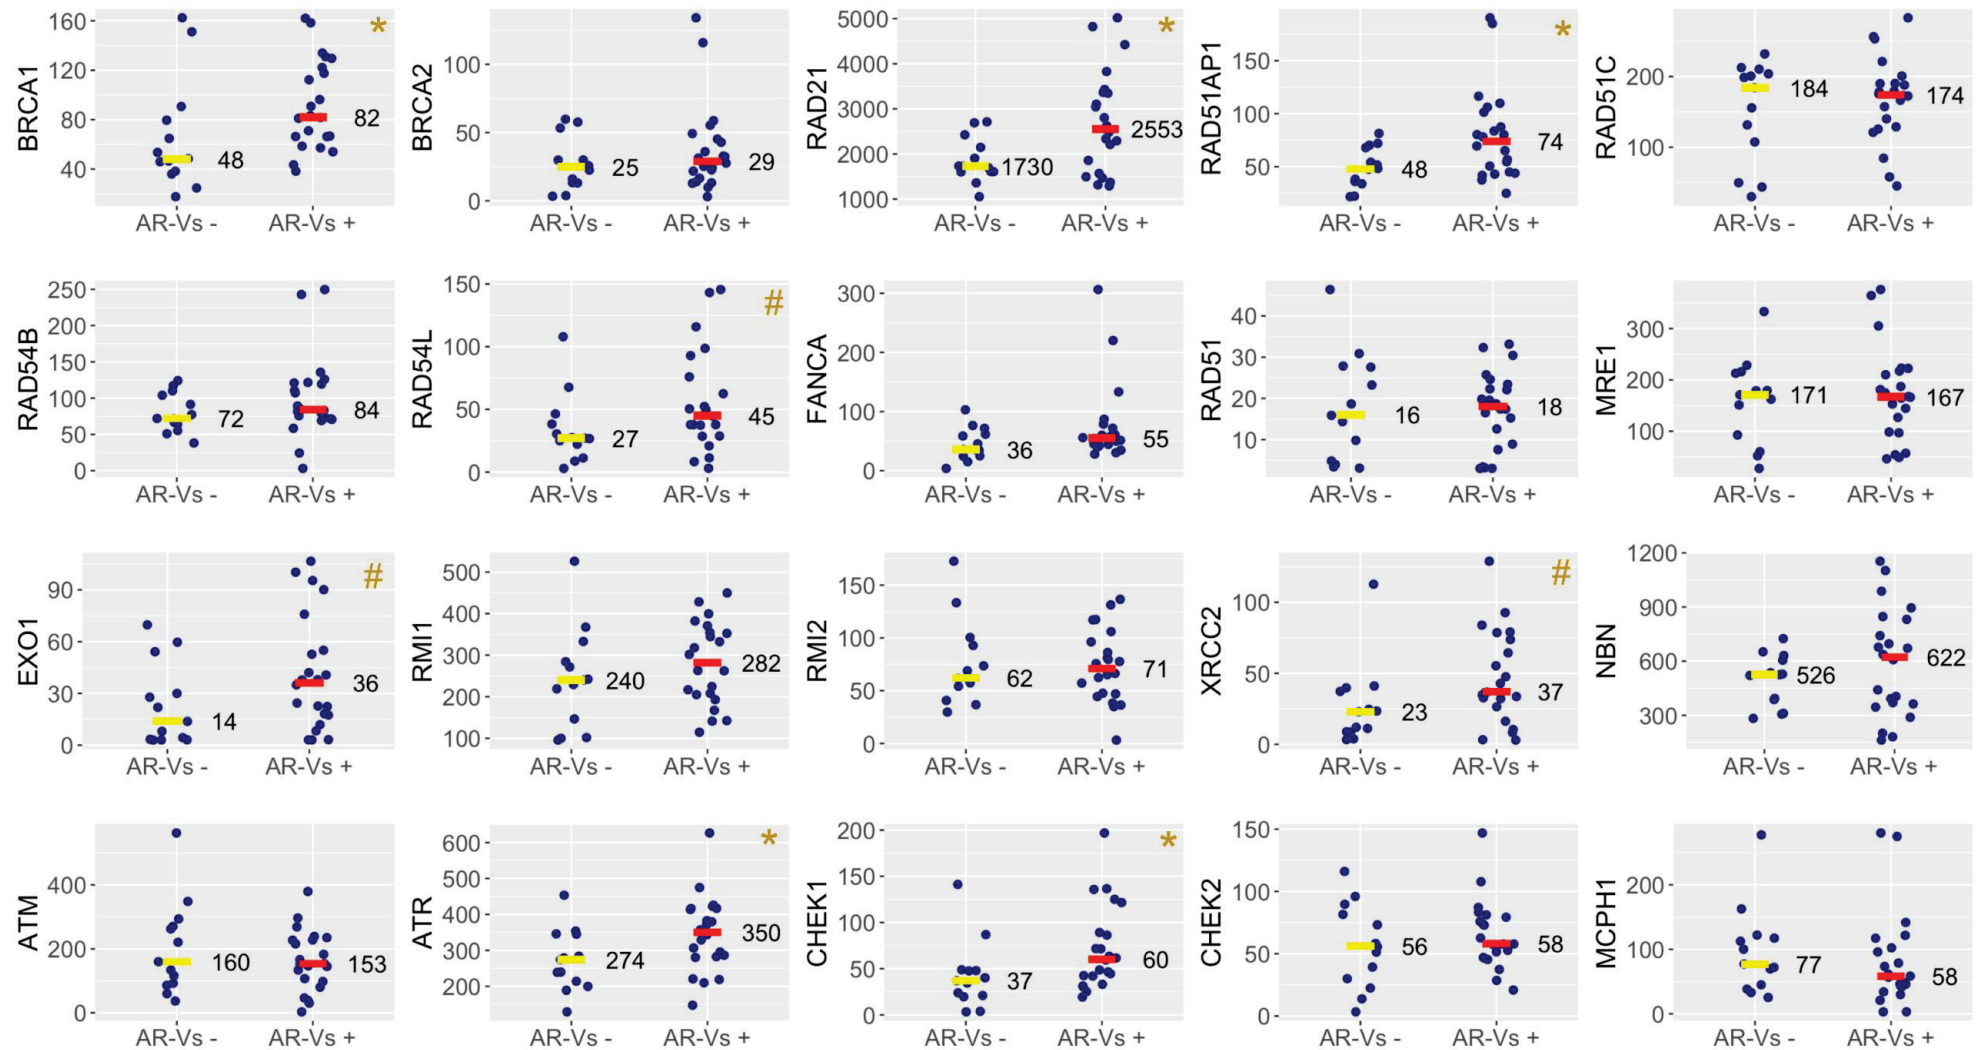 BRCA1
160
120
80
40
48
82
*
AR-Vs -
AR-Vs +
BRCA2
100
50
0
25
29
AR-Vs -
AR-Vs +
RAD21
5000
4000
3000
2000
1000
1730
2553
*
AR-Vs -
AR-Vs +
RAD51AP1
150
100
50
48
74
*
AR-Vs -
AR-Vs +
RAD51C
200
100
184
174
AR-Vs -
AR-Vs +
RAD54B
250
200
150
100
50
0
72
84
AR-Vs -
AR-Vs +
RAD54L
150
100
50
0
27
45
#
AR-Vs -
AR-Vs +
FANCA
300
200
100
0
36
55
AR-Vs -
AR-Vs +
RAD51
40
30
20
10
16
18
AR-Vs -
AR-Vs +
MRE1
300
200
100
171
167
AR-Vs -
AR-Vs +
EXO1
90
60
30
0
14
36
#
AR-Vs -
AR-Vs +
RMI1
500
400
300
200
100
240
282
AR-Vs -
AR-Vs +
RMI2
150
100
50
0
62
71
AR-Vs -
AR-Vs +
XRCC2
100
50
0
23
37
#
AR-Vs -
AR-Vs +
NBN
1200
900
600
300
526
622
AR-Vs -
AR-Vs +
ATM
400
200
0
160
153
AR-Vs -
AR-Vs +
ATR
600
500
400
300
200
274
350
*
AR-Vs -
AR-Vs +
CHEK1
200
150
100
50
0
37
60
*
AR-Vs -
AR-Vs +
CHEK2
150
100
50
0
56
58
AR-Vs -
AR-Vs +
MCPH1
200
100
0
77
58
AR-Vs -
AR-Vs +